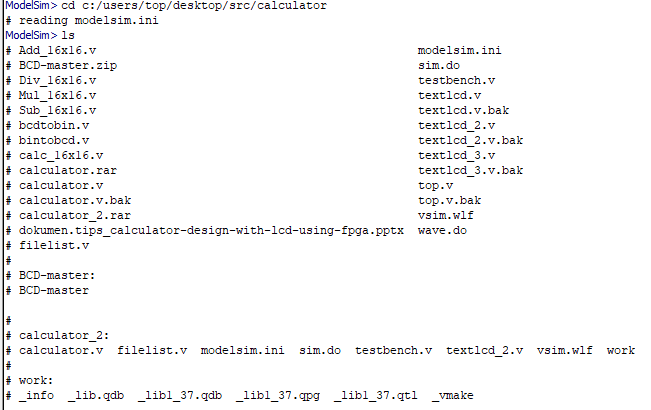 ModelSim> cd c:/users/top/desktop/src/calculator
# reading modelsim.ini
ModelSim> ls
# Add_16x16.v modelsim.ini
# BCD-master.zip sim.do
# Div_16x16.v testbench.v
# Mul_16x16.v textlcd.v
# Sub_16x16.v textlcd.v.bak
# bcdtobin.v textlcd_2.v
# bintobcd.v textlcd_2.v.bak
# calc_16x16.v textlcd_3.v
# calculator.rar textlcd_3.v.bak
# calculator.v top.v
# calculator.v.bak top.v.bak
# calculator_2.rar vsim.wlf
# dokumen.tips_calculator-design-with-lcd-using-fpga.pptx wave.do
# filelist.v
#
# BCD-master:
# BCD-master
#
# calculator_2:
# calculator.v filelist.v modelsim.ini sim.do testbench.v textlcd_2.v vsim.wlf work
#
# work:
# _info _lib.qdb _lib1_37.qdb _lib1_37.qpg _lib1_37.qtl _vmake